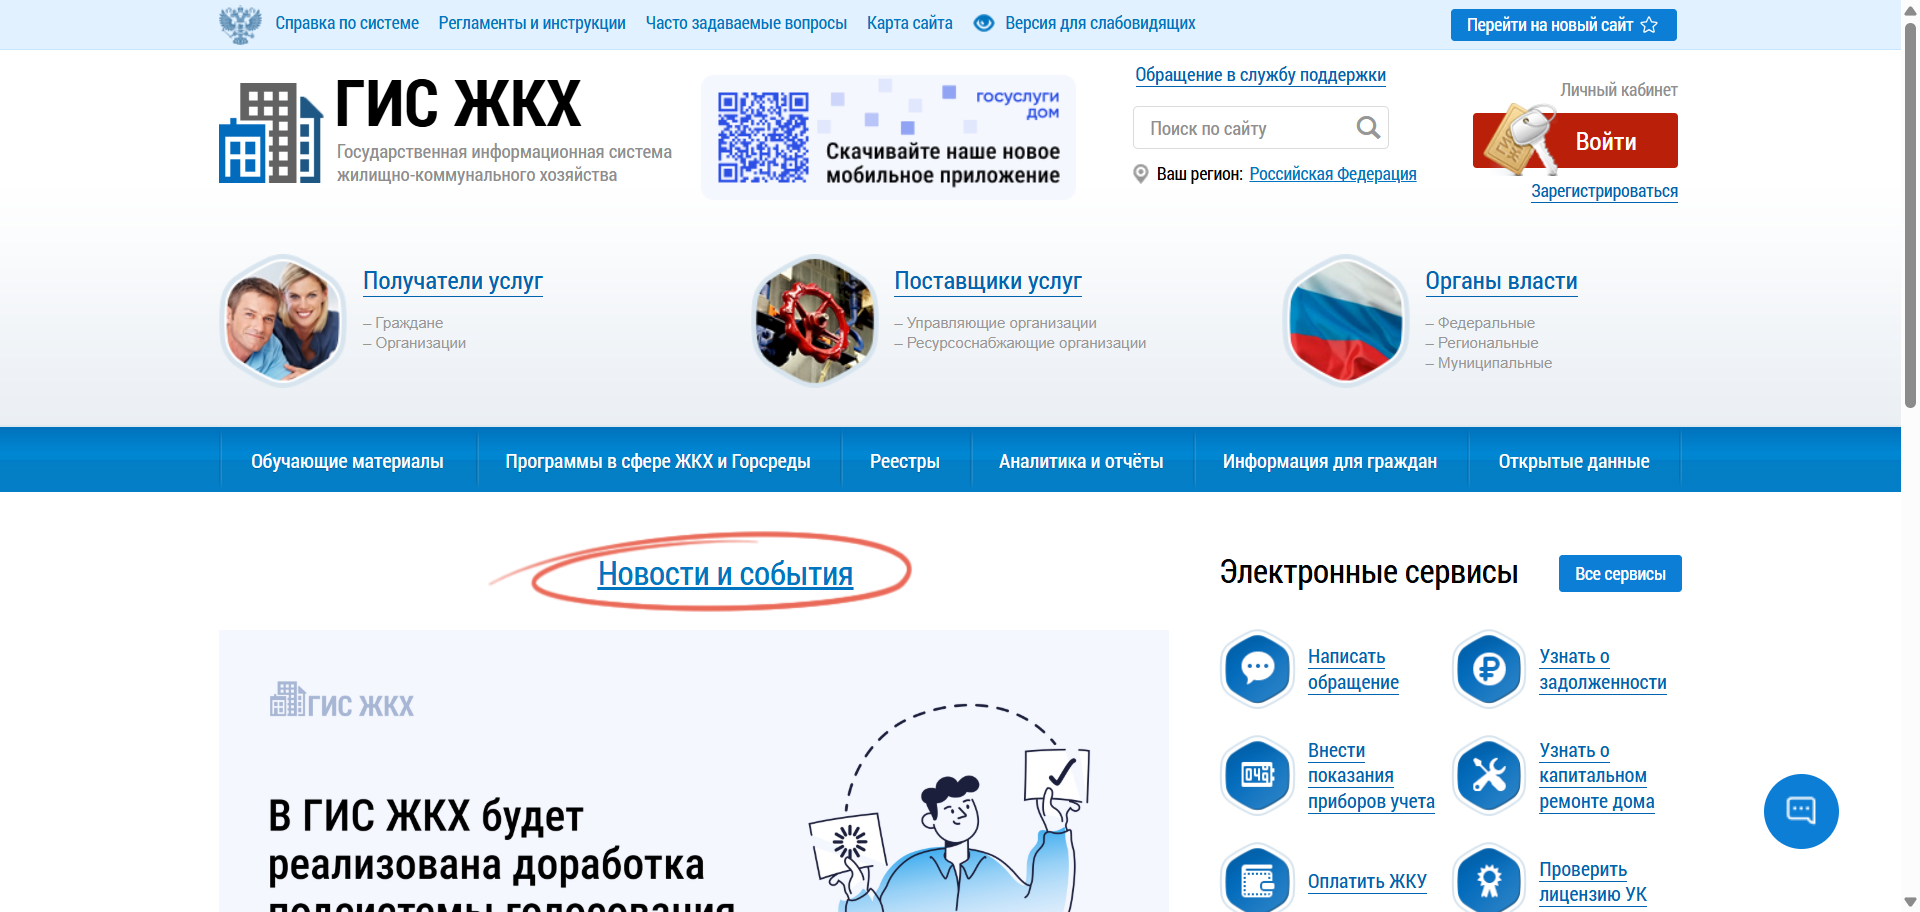 Справка по системе
Регламенты и инструкции
Часто задаваемые вопросы
Карта сайта
Версия для слабовидящих
Перейти на новый сайт
ГИС ЖКХ
Государственная информационная система
жилищно-коммунального хозяйства
госуслуги
дом
Скачивайте наше новое
мобильное приложение
Обращение в службу поддержки
Поиск по сайту
Ваш регион: Российская Федерация
Личный кабинет
ГИС
ЖКХ
Войти
Зарегистрироваться
Получатели услуг
– Граждане
– Организации
Поставщики услуг
– Управляющие организации
– Ресурсоснабжающие организации
Органы власти
– Федеральные
– Региональные
– Муниципальные
Обучающие материалы
Программы в сфере ЖКХ и Горсреды
Реестры
Аналитика и отчёты
Информация для граждан
Открытые данные
Новости и события
ГИС ЖКХ
В ГИС ЖКХ будет
реализована доработка
подсистемы голосования
Электронные сервисы
Все сервисы
Написать
обращение
Узнать о
задолженности
Внести
показания
приборов учета
Узнать о
капитальном
ремонте дома
Оплатить ЖКУ
Проверить
лицензию УК